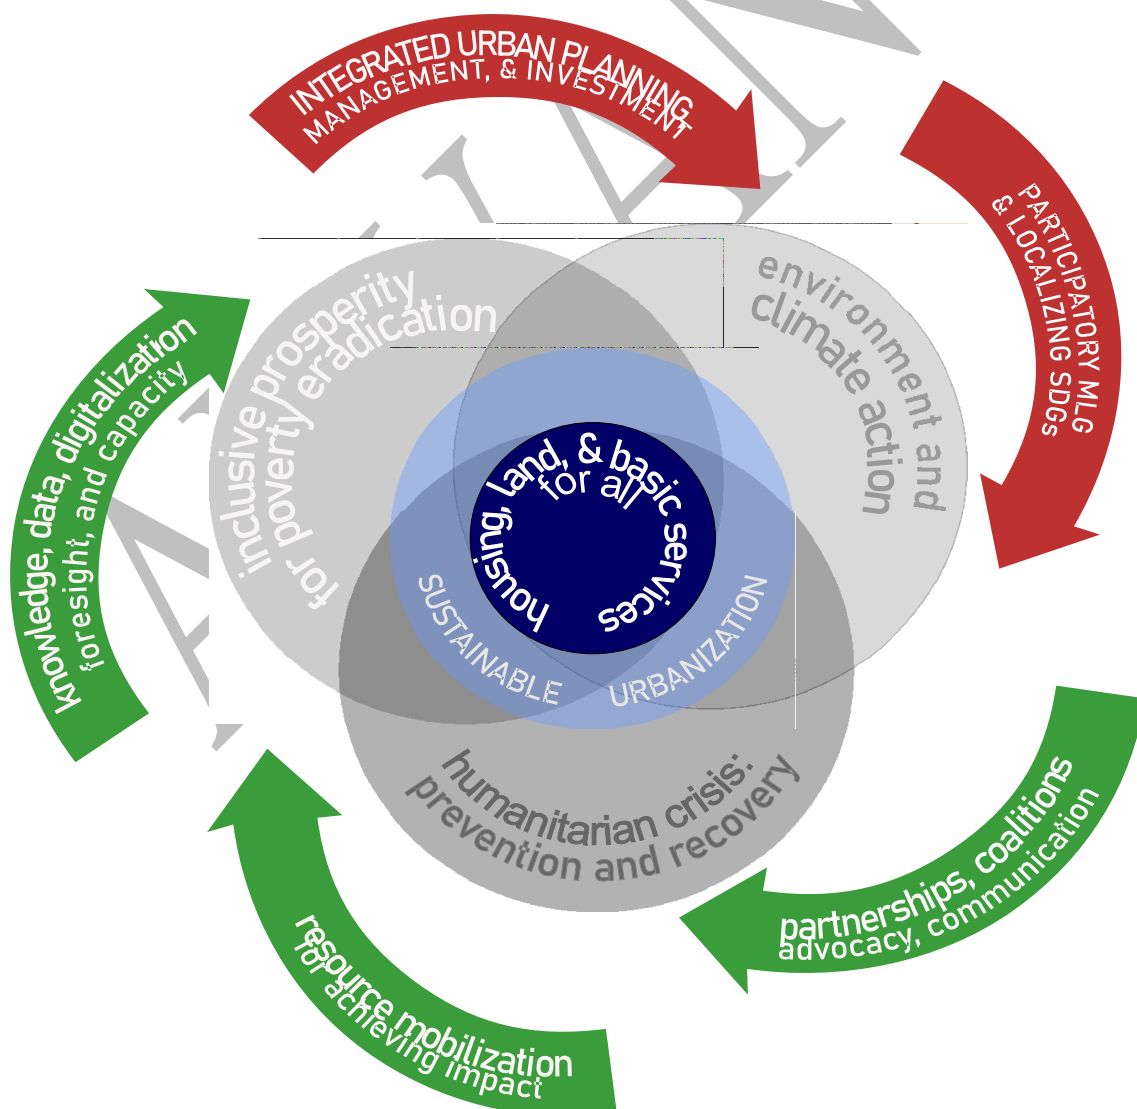 INTEGRATED URBAN PLANNING
MANAGEMENT, & INVESTMENT
PARTICIPATORY MLG
& LOCALIZING SDGs
partnerships, coalitions
advocacy, communication
resource mobilization
for achieving impact
knowledge, data, digitalization
foresight, and capacity
inclusive prosperity
for poverty eradication
environment and
climate action
housing, land, & basic services
for all
SUSTAINABLE URBANIZATION
humanitarian crisis:
prevention and recovery